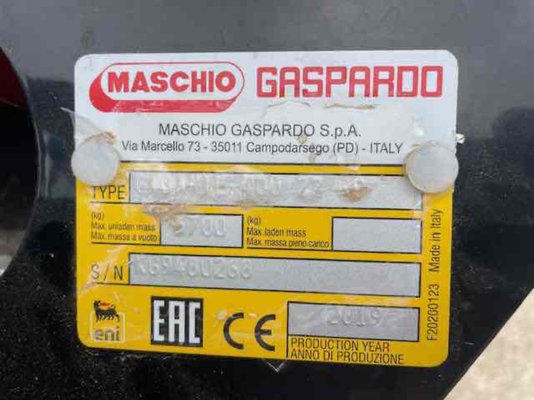 MASCHIO GASPARDO
MASCHIO GASPARDO S.p.A.
Via Marcello 73 - 35011 Campodarsego (PD) - ITALY
TYPE
(kg)
Max. unladen mass
Max. massa a vuoto
(kg)
Max. laden mass
Max. massa pieno carico
S/N
eni
EAC CE
2019
PRODUCTION YEAR
ANNO DI PRODUZIONE
F20200123 Made in Italy